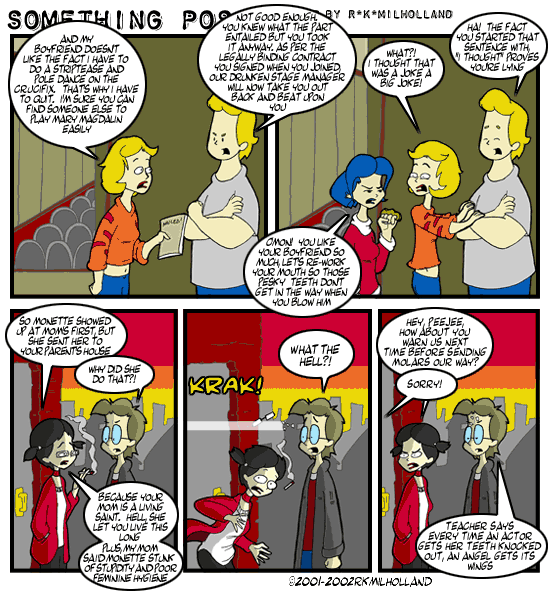 SOMETHING POS
BY R*K*MILHOLLAND
AND MY
BOYFRIEND DOESN'T
LIKE THE FACT I HAVE TO
DO A STRIPTEASE AND
POLE DANCE ON THE
CRUCIFIX. THAT'S WHY I HAVE
TO QUIT. I'M SURE YOU CAN
FIND SOMEONE ELSE TO
PLAY MARY MAGDALIN
EASILY
NOT GOOD ENOUGH.
YOU KNEW WHAT THE PART
ENTAILED BUT YOU TOOK
IT ANYWAY. AS PER THE
LEGALLY BINDING CONTRACT
YOU SIGNED WHEN YOU JOINED,
OUR DRUNKEN STAGE MANAGER
WILL NOW TAKE YOU OUT
BACK AND BEAT UPON
YOU
WHAT?!
I THOUGHT THAT
WAS A JOKE A
BIG JOKE!
HA! THE FACT
YOU STARTED THAT
SENTENCE WITH,
"I THOUGHT" PROVES
YOU'RE LYING
C'MON! YOU LIKE
YOUR BOYFRIEND SO
MUCH, LET'S RE-WORK
YOUR MOUTH SO THOSE
PESKY TEETH DON'T
GET IN THE WAY WHEN
YOU BLOW HIM
SO MONETTE SHOWED
UP AT MOM'S FIRST, BUT
SHE SENT HER TO
YOUR PARENT'S HOUSE
WHY DID SHE
DO THAT?!
BECAUSE YOUR
MOM IS A LIVING
SAINT. HELL, SHE
LET YOU LIVE THIS
LONG
PLUS, MY MOM
SAID MONETTE STUNK
OF STUPIDITY AND POOR
FEMININE HYGIENE
KRAK!
WHAT THE
HELL?!
HEY, PEEJEE,
HOW ABOUT YOU
WARN US NEXT
TIME BEFORE SENDING
MOLARS OUR WAY?
SORRY!
TEACHER SAYS
EVERY TIME AN ACTOR
GETS HER TEETH KNOCKED
OUT, AN ANGEL GETS ITS
WINGS
©2001-2002RKMILHOLLAND